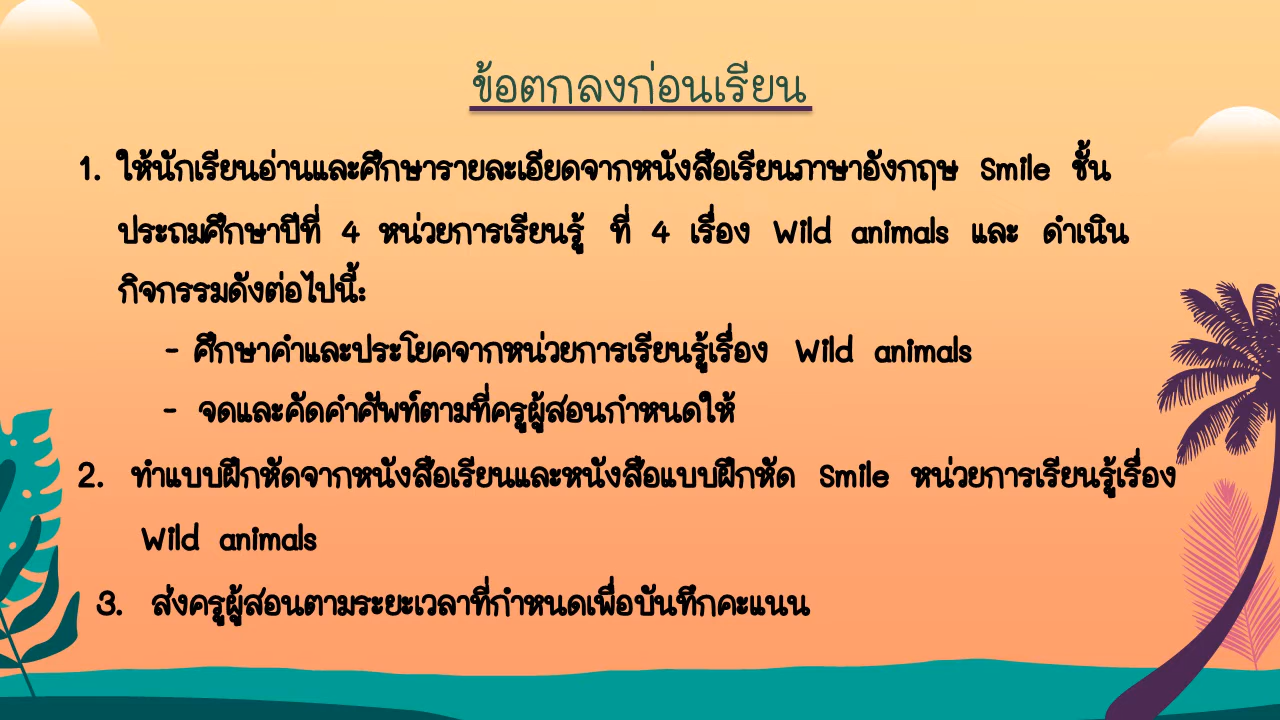 ข้อตกลงก่อนเรียน
1. ให้นักเรียนอ่านและศึกษารายละเอียดจากหนังสือเรียนภาษาอังกฤษ Smile ชั้น
ประถมศึกษาปีที่ 4 หน่วยการเรียนรู้ ที่ 4 เรื่อง Wild animals และ ดำเนิน
กิจกรรมดังต่อไปนี้:
- ศึกษาคำและประโยคจากหน่วยการเรียนรู้เรื่อง Wild animals
- จดและคัดคำศัพท์ตามที่ครูผู้สอนกำหนดให้
2. ทำแบบฝึกหัดจากหนังสือเรียนและหนังสือแบบฝึกหัด Smile หน่วยการเรียนรู้เรื่อง
Wild animals
3. ส่งครูผู้สอนตามระยะเวลาที่กำหนดเพื่อบันทึกคะแนน